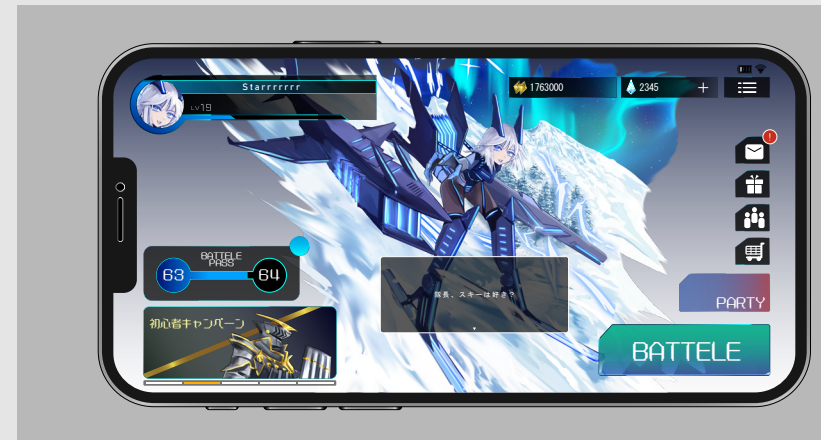 Starrrrrrr
LV19
1763000
2345
+
!
BATTELE
PASS
63
64
隊長、スキーは好き？
初心者キャンペーン
PARTY
BATTELE